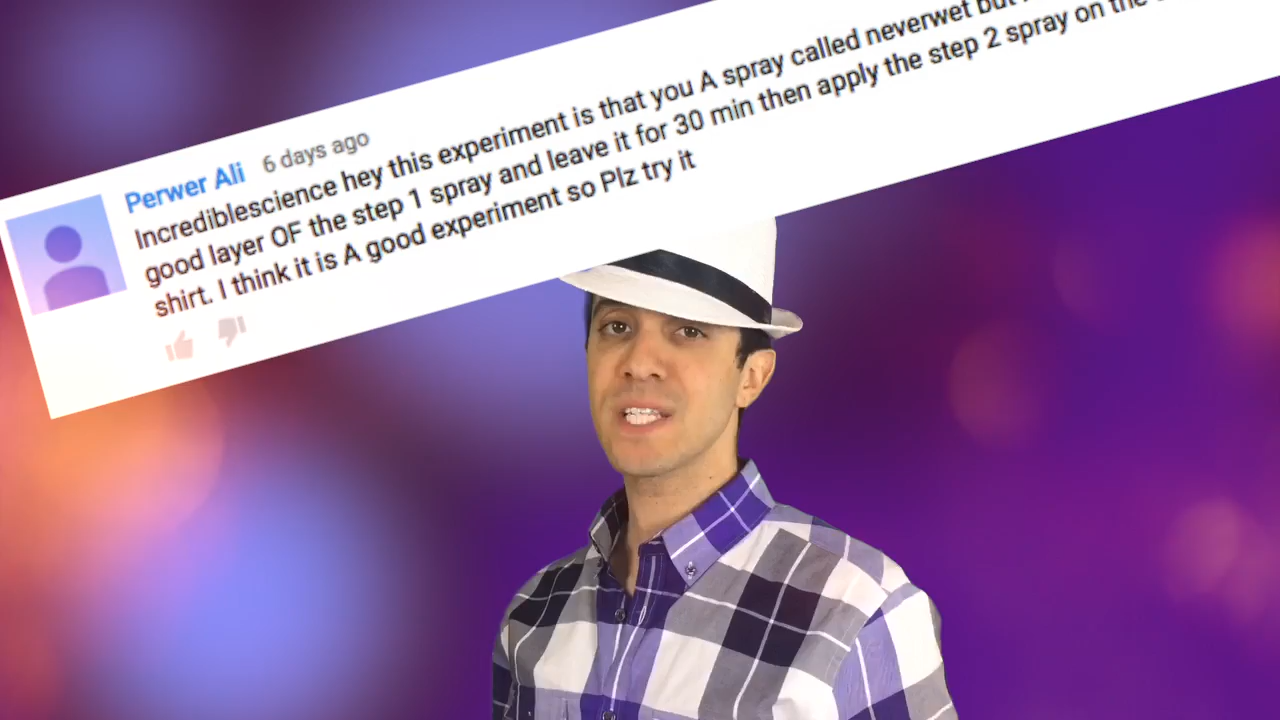 Perwer Ali 6 days ago
Incrediblescience hey this experiment is that you A spray called neverwet but
good layer OF the step 1 spray and leave it for 30 min then apply the step 2 spray on the
shirt. I think it is A good experiment so Plz try it